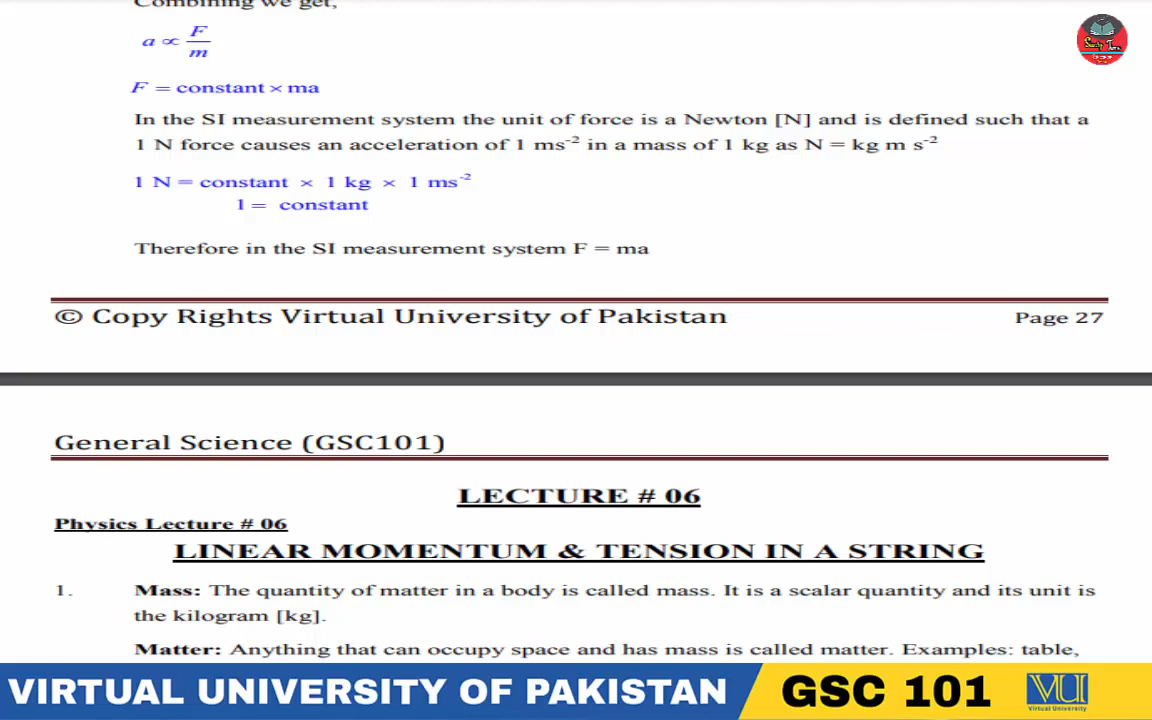 Combining we get,
a ∝ F/m
F = constant × ma
In the SI measurement system the unit of force is a Newton [N] and is defined such that a
1 N force causes an acceleration of 1 ms⁻² in a mass of 1 kg as N = kg m s⁻²
1 N = constant × 1 kg × 1 ms⁻²
1 = constant
Therefore in the SI measurement system F = ma
© Copy Rights Virtual University of Pakistan Page 27
General Science (GSC101)
LECTURE # 06
Physics Lecture # 06
LINEAR MOMENTUM & TENSION IN A STRING
1. Mass: The quantity of matter in a body is called mass. It is a scalar quantity and its unit is
the kilogram [kg].
Matter: Anything that can occupy space and has mass is called matter. Examples: table,
VIRTUAL UNIVERSITY OF PAKISTAN GSC 101 VU
Virtual University